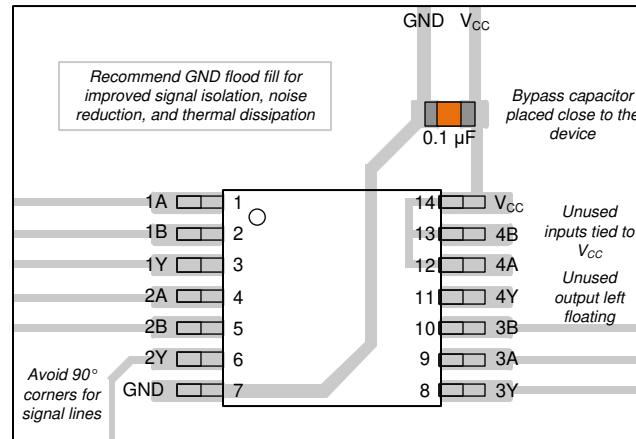 GND VCC
Recommend GND flood fill for
improved signal isolation, noise
reduction, and thermal dissipation
Bypass capacitor
placed close to the
device
0.1 µF
1A 1 14 VCC
1B 2 13 4B
1Y 3 12 4A
2A 4 11 4Y
2B 5 10 3B
2Y 6 9 3A
GND 7 8 3Y
Unused
inputs tied to
VCC
Unused
output left
floating
Avoid 90°
corners for
signal lines